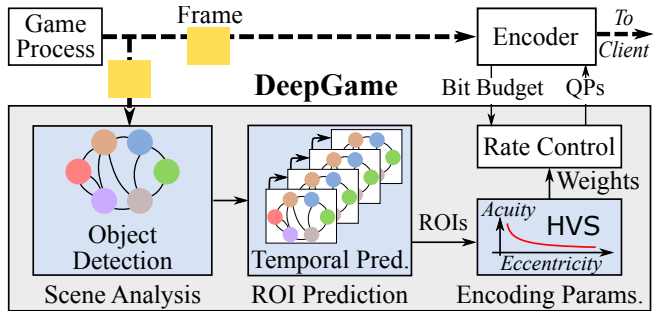 Game
Process
Frame
Encoder
To
Client
DeepGame
Bit Budget
QPs
Rate Control
Weights
Object
Detection
Temporal Pred.
ROIs
Acuity
HVS
Eccentricity
Scene Analysis
ROI Prediction
Encoding Params.